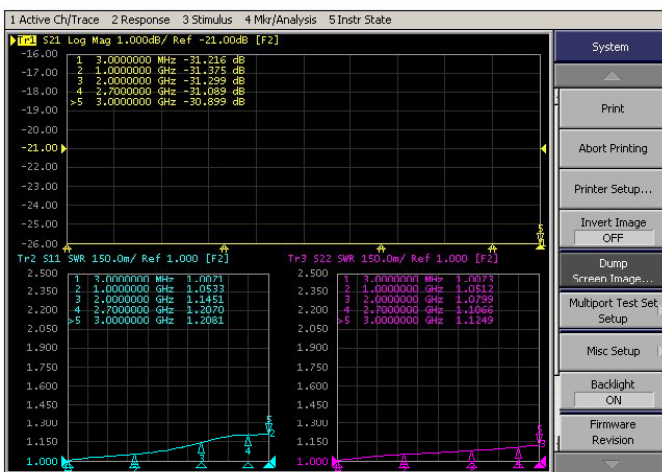 1 Active Ch/Trace 2 Response 3 Stimulus 4 Mkr/Analysis 5 Instr State
Tr1 S21 Log Mag 1.000dB/ Ref -21.00dB [F2]
-16.00
1 3.0000000 MHz -31.216 dB
2 1.0000000 GHz -31.375 dB
3 2.0000000 GHz -31.299 dB
4 2.7000000 GHz -31.089 dB
>5 3.0000000 GHz -30.899 dB
-17.00
-18.00
-19.00
-20.00
-21.00
-22.00
-23.00
-24.00
-25.00
-26.00
5
Tr2 S11 SWR 150.0m/ Ref 1.000 [F2]
2.500
1 3.0000000 MHz 1.0071
2 1.0000000 GHz 1.0533
3 2.0000000 GHz 1.1451
4 2.7000000 GHz 1.2070
>5 3.0000000 GHz 1.2081
2.350
2.200
2.050
1.900
1.750
1.600
1.450
1.300
1.150
1.000
5
2
3
4
Tr3 S22 SWR 150.0m/ Ref 1.000 [F2]
2.500
1 3.0000000 MHz 1.0073
2 1.0000000 GHz 1.0512
3 2.0000000 GHz 1.0799
4 2.7000000 GHz 1.1066
>5 3.0000000 GHz 1.1249
2.350
2.200
2.050
1.900
1.750
1.600
1.450
1.300
1.150
1.000
5
System
Print
Abort Printing
Printer Setup...
Invert Image
OFF
Dump
Screen Image...
Multiport Test Set
Setup
Misc Setup
Backlight
ON
Firmware
Revision